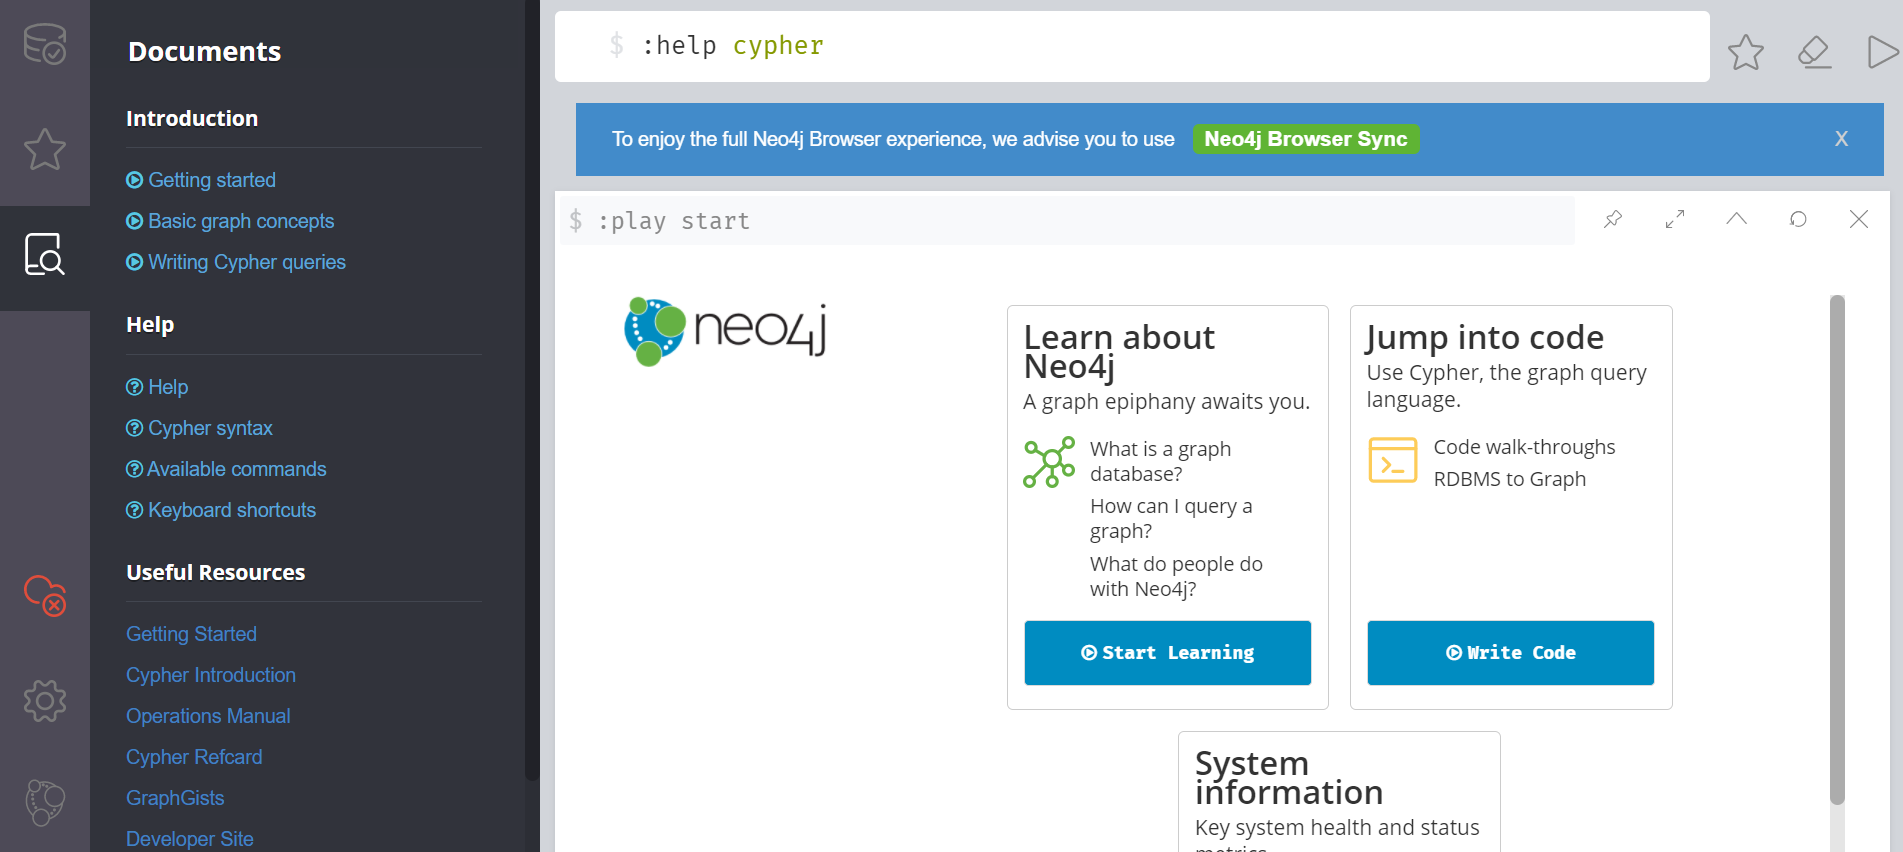 Documents
Introduction
Getting started
Basic graph concepts
Writing Cypher queries
Help
Help
Cypher syntax
Available commands
Keyboard shortcuts
Useful Resources
Getting Started
Cypher Introduction
Operations Manual
Cypher Refcard
GraphGists
Developer Site
$ :help cypher
To enjoy the full Neo4j Browser experience, we advise you to use Neo4j Browser Sync X
$ :play start
neo4j
Learn about
Neo4j
A graph epiphany awaits you.
What is a graph
database?
How can I query a
graph?
What do people do
with Neo4j?
Start Learning
Jump into code
Use Cypher, the graph query
language.
Code walk-throughs
RDBMS to Graph
Write Code
System
information
Key system health and status
metrics.